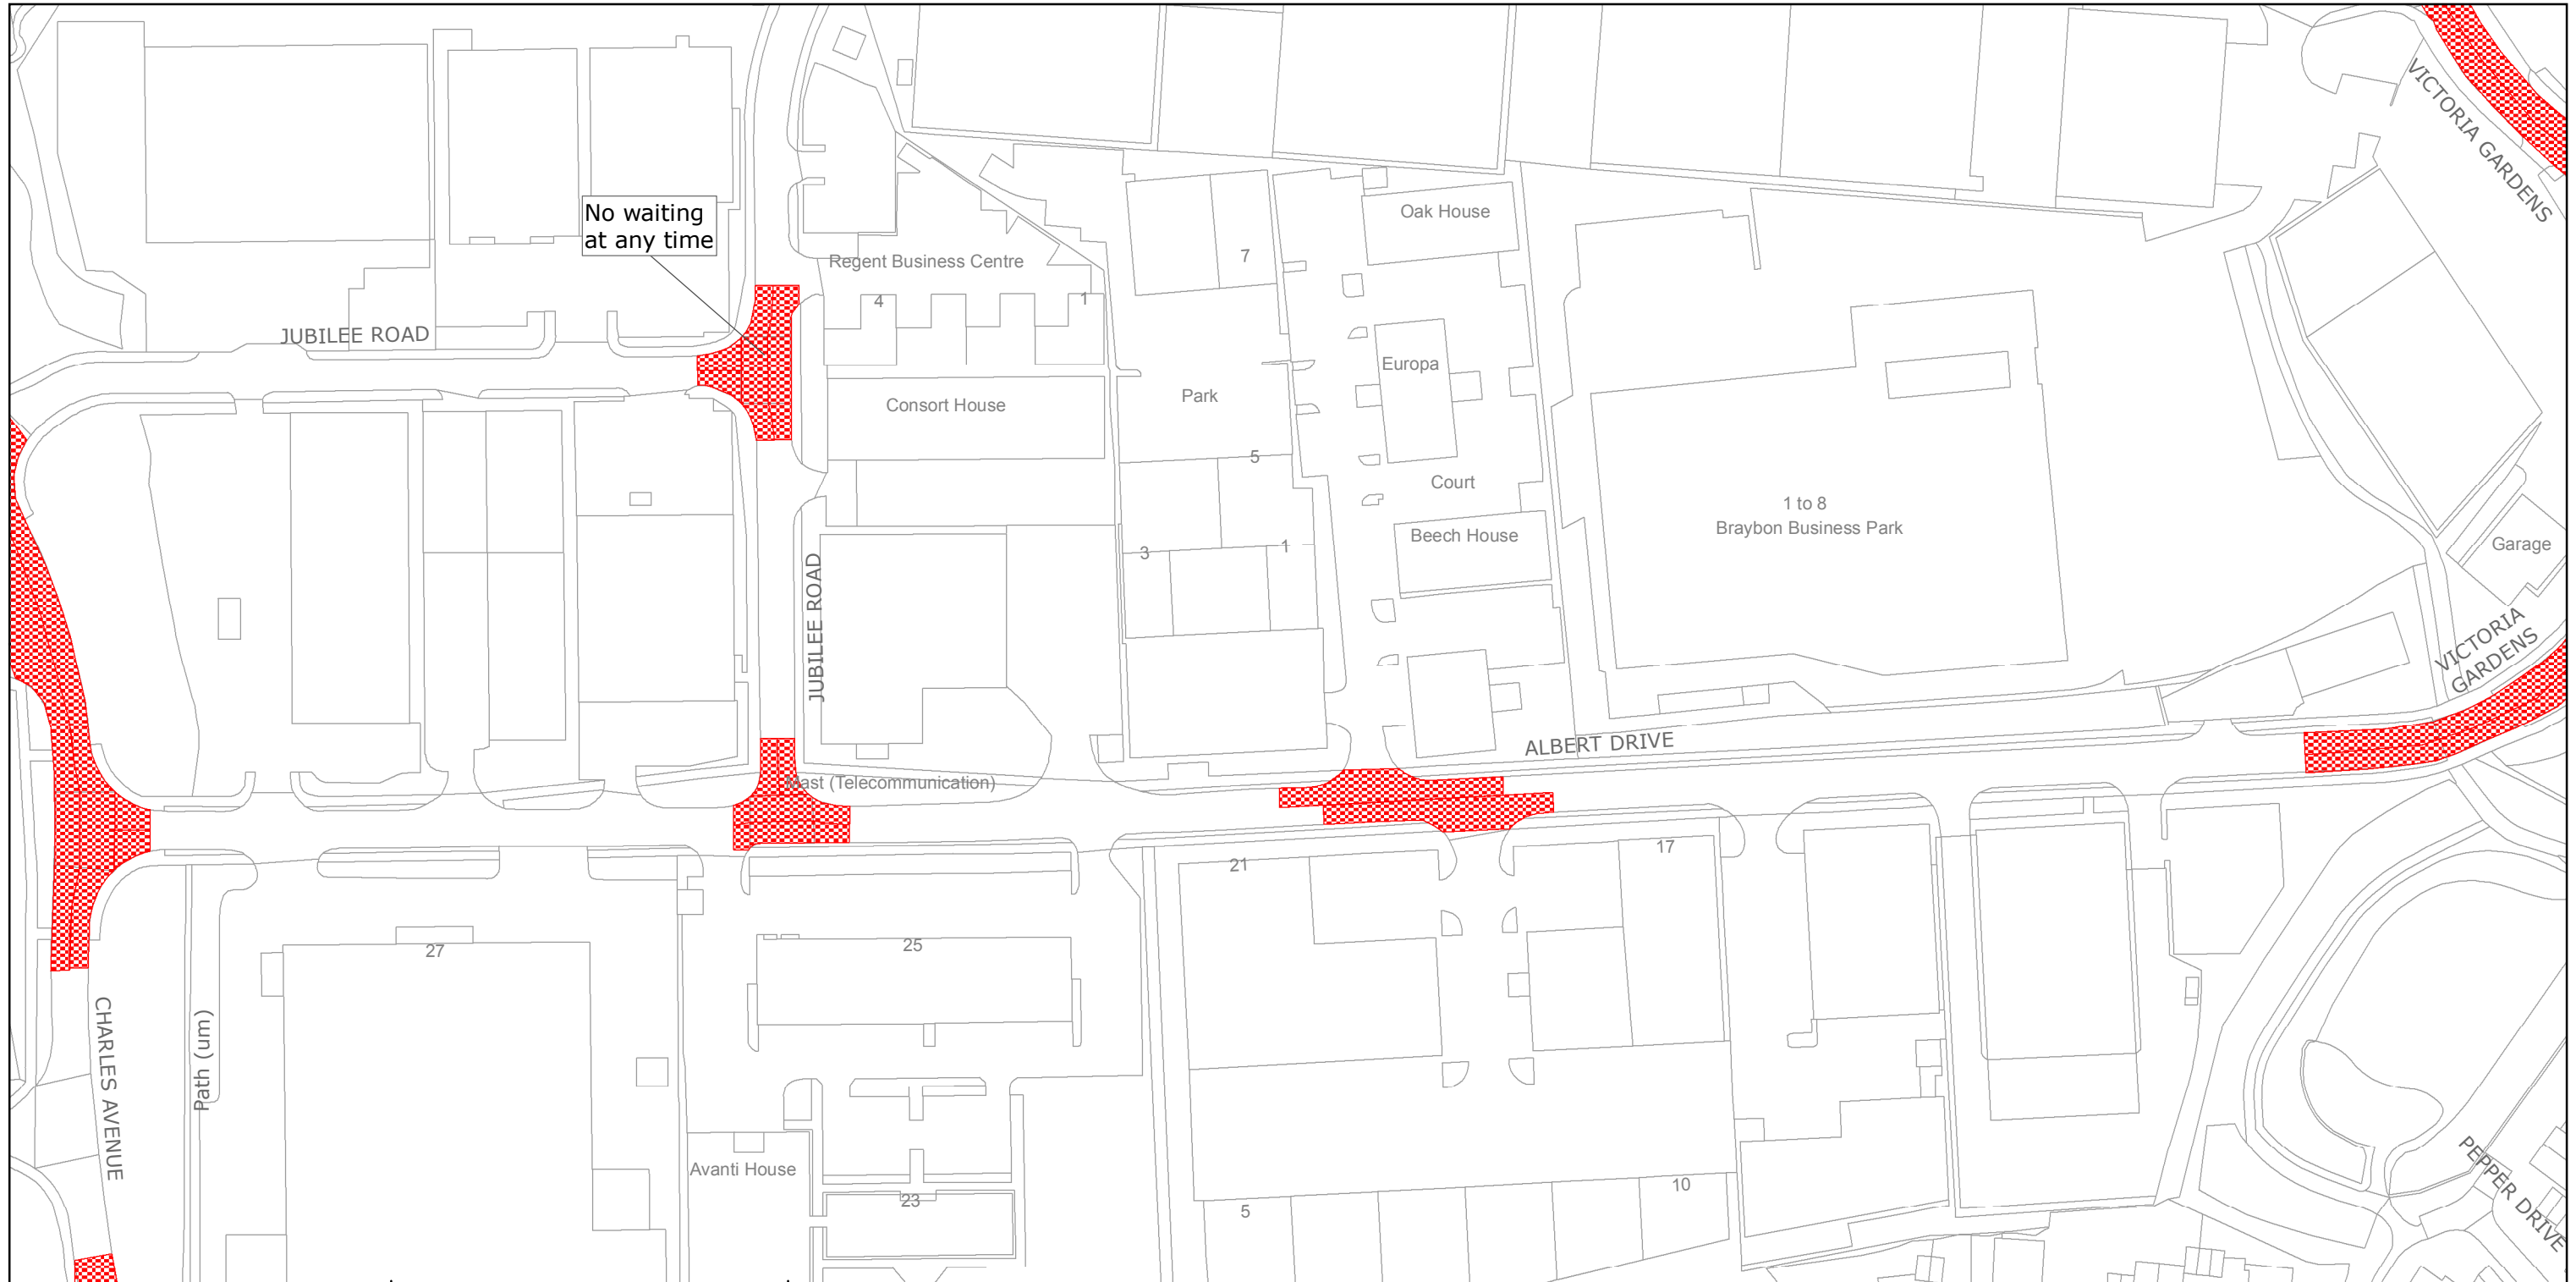 VICTORIA GARDENS
No waiting
at any time
Oak House
7
Regent Business Centre
4
1
JUBILEE ROAD
Europa
Park
Consort House
5
Court
1 to 8
Braybon Business Park
Beech House
3
1
Garage
JUBILEE ROAD
VICTORIA
GARDENS
ALBERT DRIVE
Mast (Telecommunication)
21
17
27
25
CHARLES AVENUE
Path (um)
Avanti House
23
5
10
PEPPER DRIVE